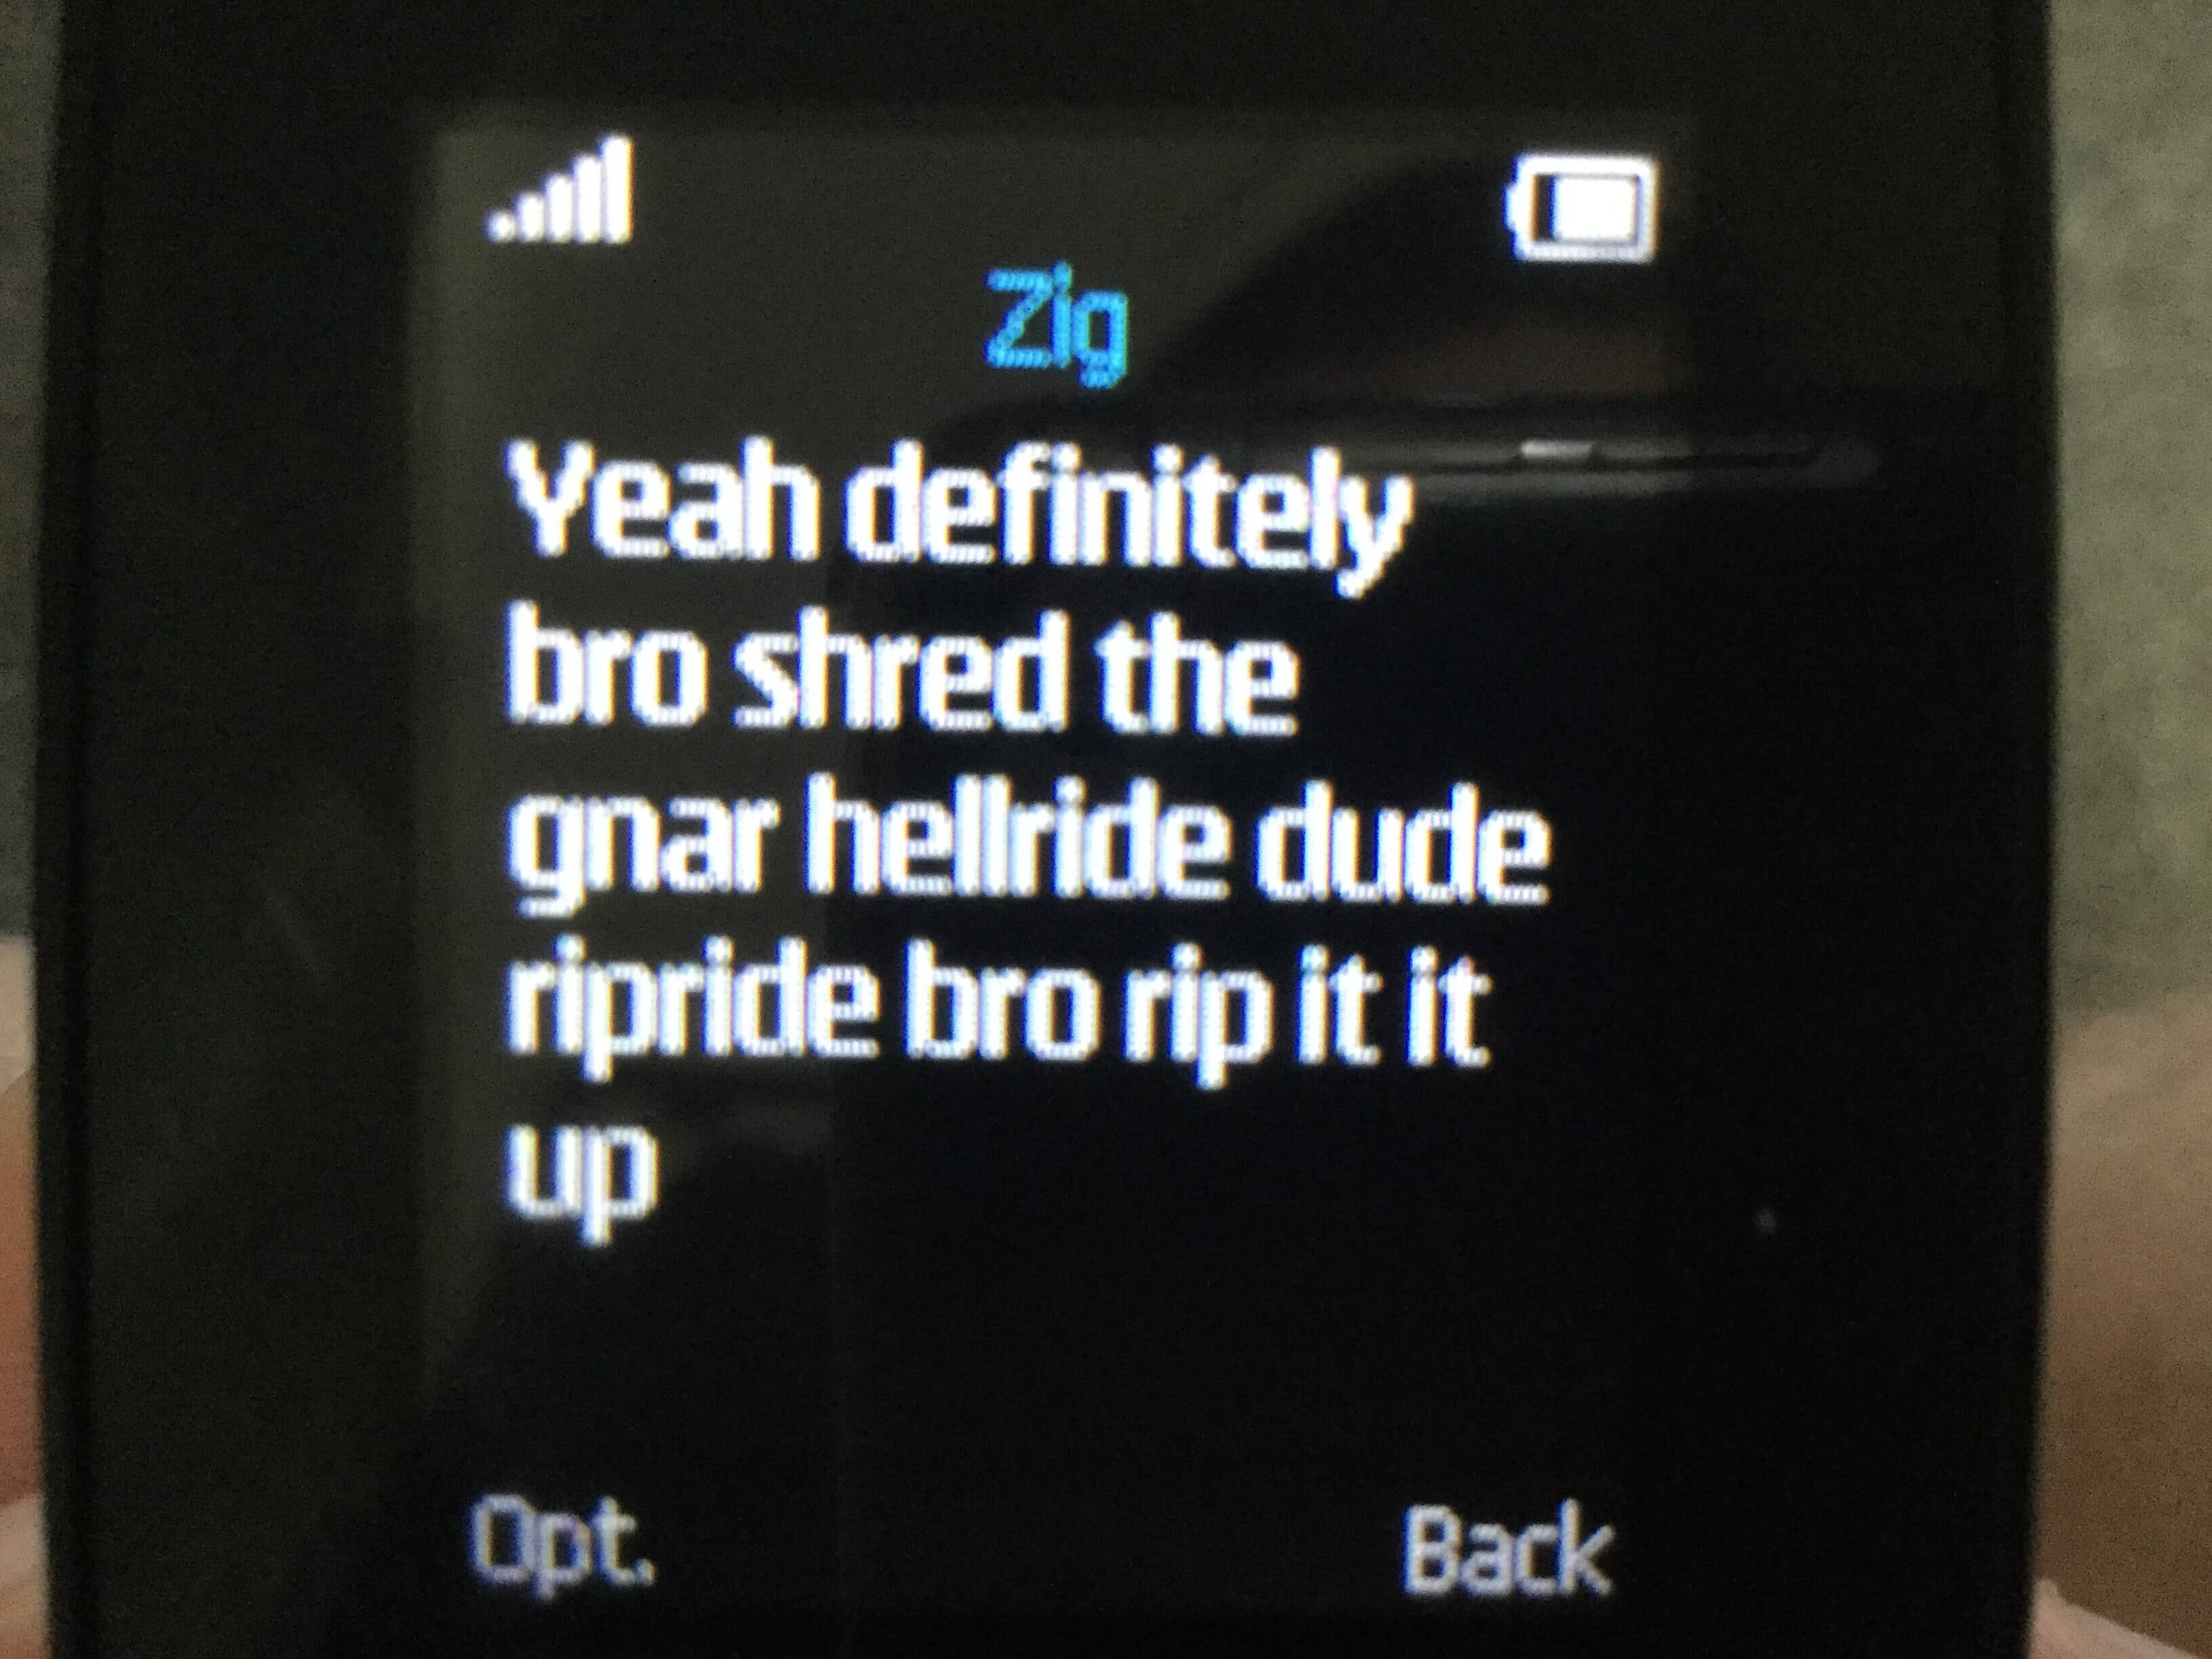 Zig
Yeah definitely
bro shred the
gnar hellride dude
ripride bro rip it it
up
Opt. Back